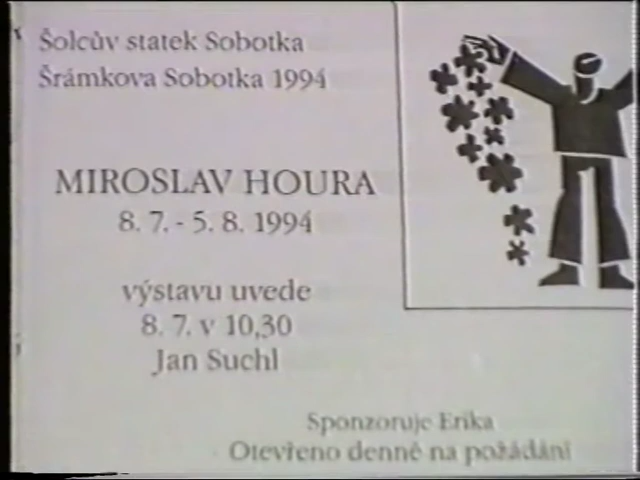 Šolcův statek Sobotka
Šrámkova Sobotka 1994
MIROSLAV HOURA
8. 7. - 5. 8. 1994
výstavu uvede
8. 7. v 10,30
Jan Suchl
Sponzoruje Erika
Otevřeno denně na požádání